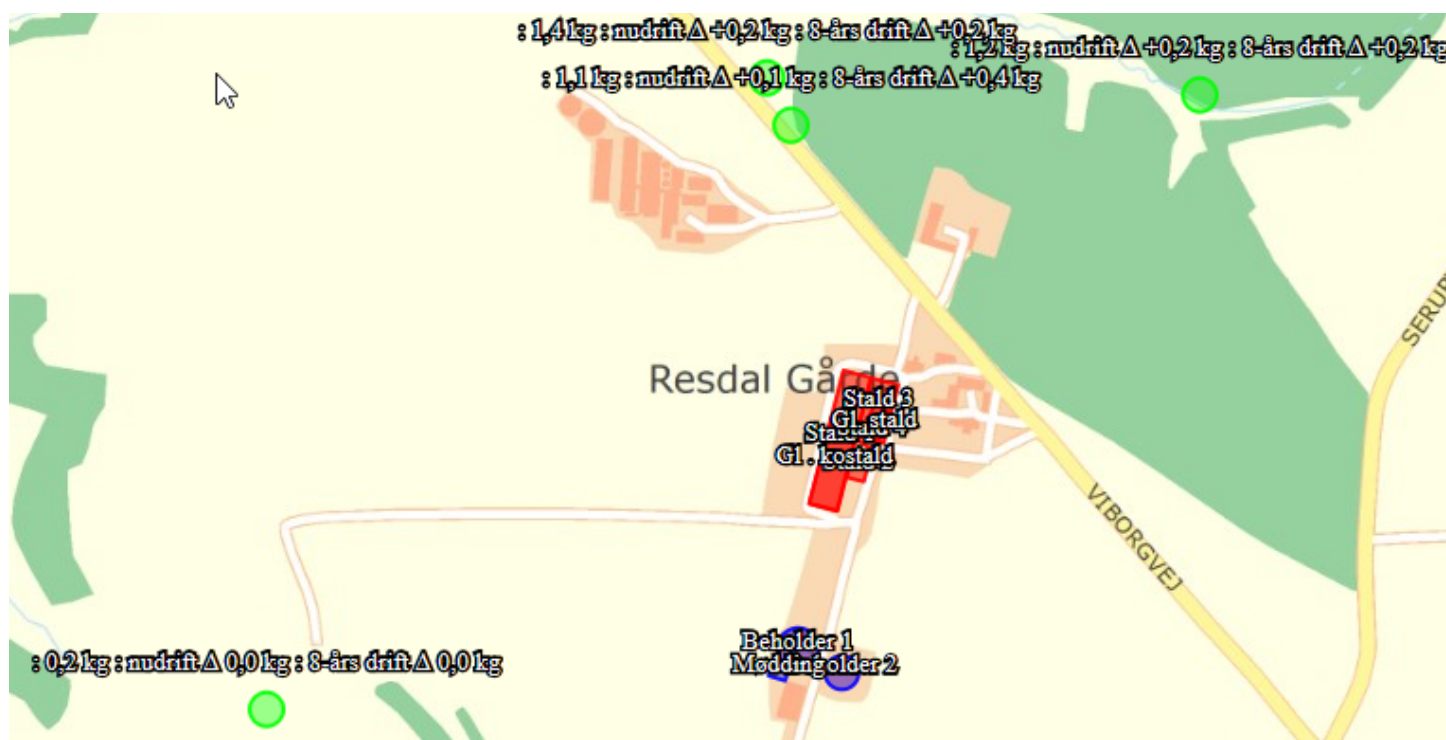 : 1,4 kg : nudrift Δ +0,2 kg : 8-års drift Δ +0,2 kg
: 1,2 kg : nudrift Δ +0,2 kg : 8-års drift Δ +0,2 kg
: 1,1 kg : nudrift Δ +0,1 kg : 8-års drift Δ +0,4 kg
SERUP
Resdal Gårde
Stald 3
Gl. stald
Gl . kostald
VIBORGVEJ
Beholder 1
: 0,2 kg : nudrift Δ 0,0 kg : 8-års drift Δ 0,0 kg
Møddingolder 2